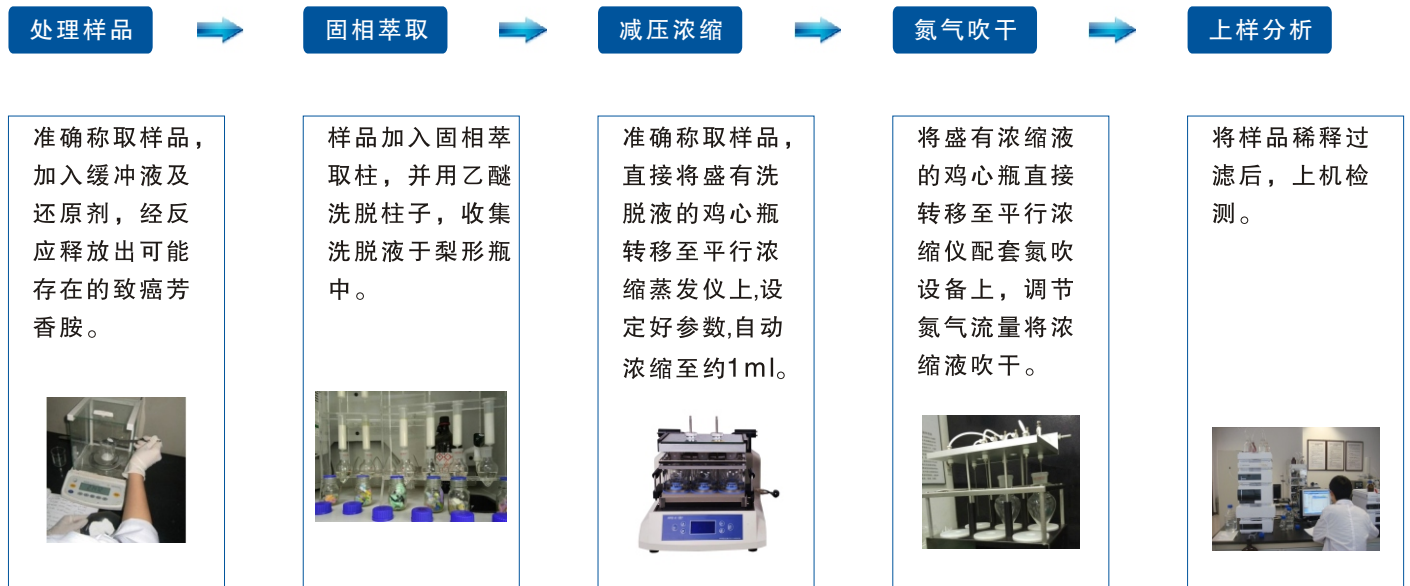 处理样品
固相萃取
减压浓缩
氮气吹干
上样分析
准确称取样品，
加入缓冲液及
还原剂，经反
应释放出可能
存在的致癌芳
香胺。
样品加入固相萃
取柱，并用乙醚
洗脱柱子，收集
洗脱液于梨形瓶
中。
准确称取样品，
直接将盛有洗
脱液的鸡心瓶
转移至平行浓
缩蒸发仪上,设
定好参数,自动
浓缩至约1ml。
将盛有浓缩液
的鸡心瓶直接
转移至平行浓
缩仪配套氮吹
设备上，调节
氮气流量将浓
缩液吹干。
将样品稀释过
滤后，上机检
测。